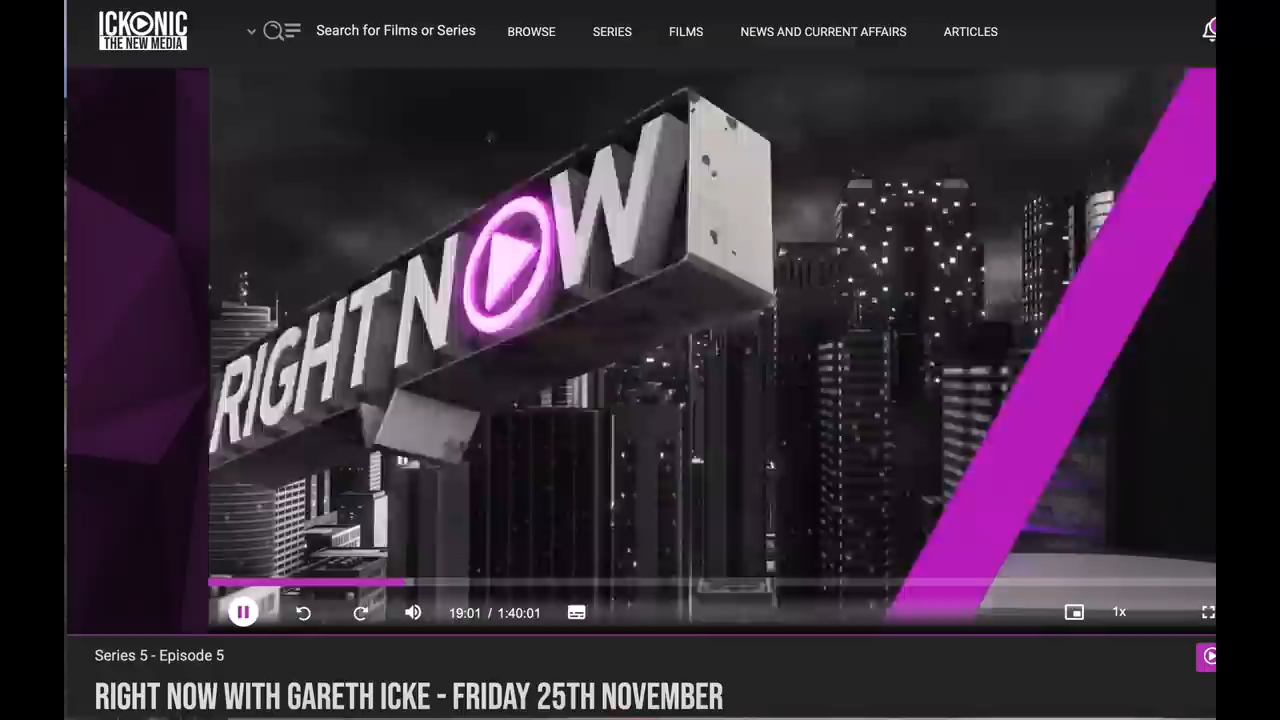 ICKONIC
THE NEW MEDIA
Search for Films or Series
BROWSE
SERIES
FILMS
NEWS AND CURRENT AFFAIRS
ARTICLES
RIGHT NOW
19:01 / 1:40:01
1x
Series 5 - Episode 5
RIGHT NOW WITH GARETH ICKE - FRIDAY 25TH NOVEMBER